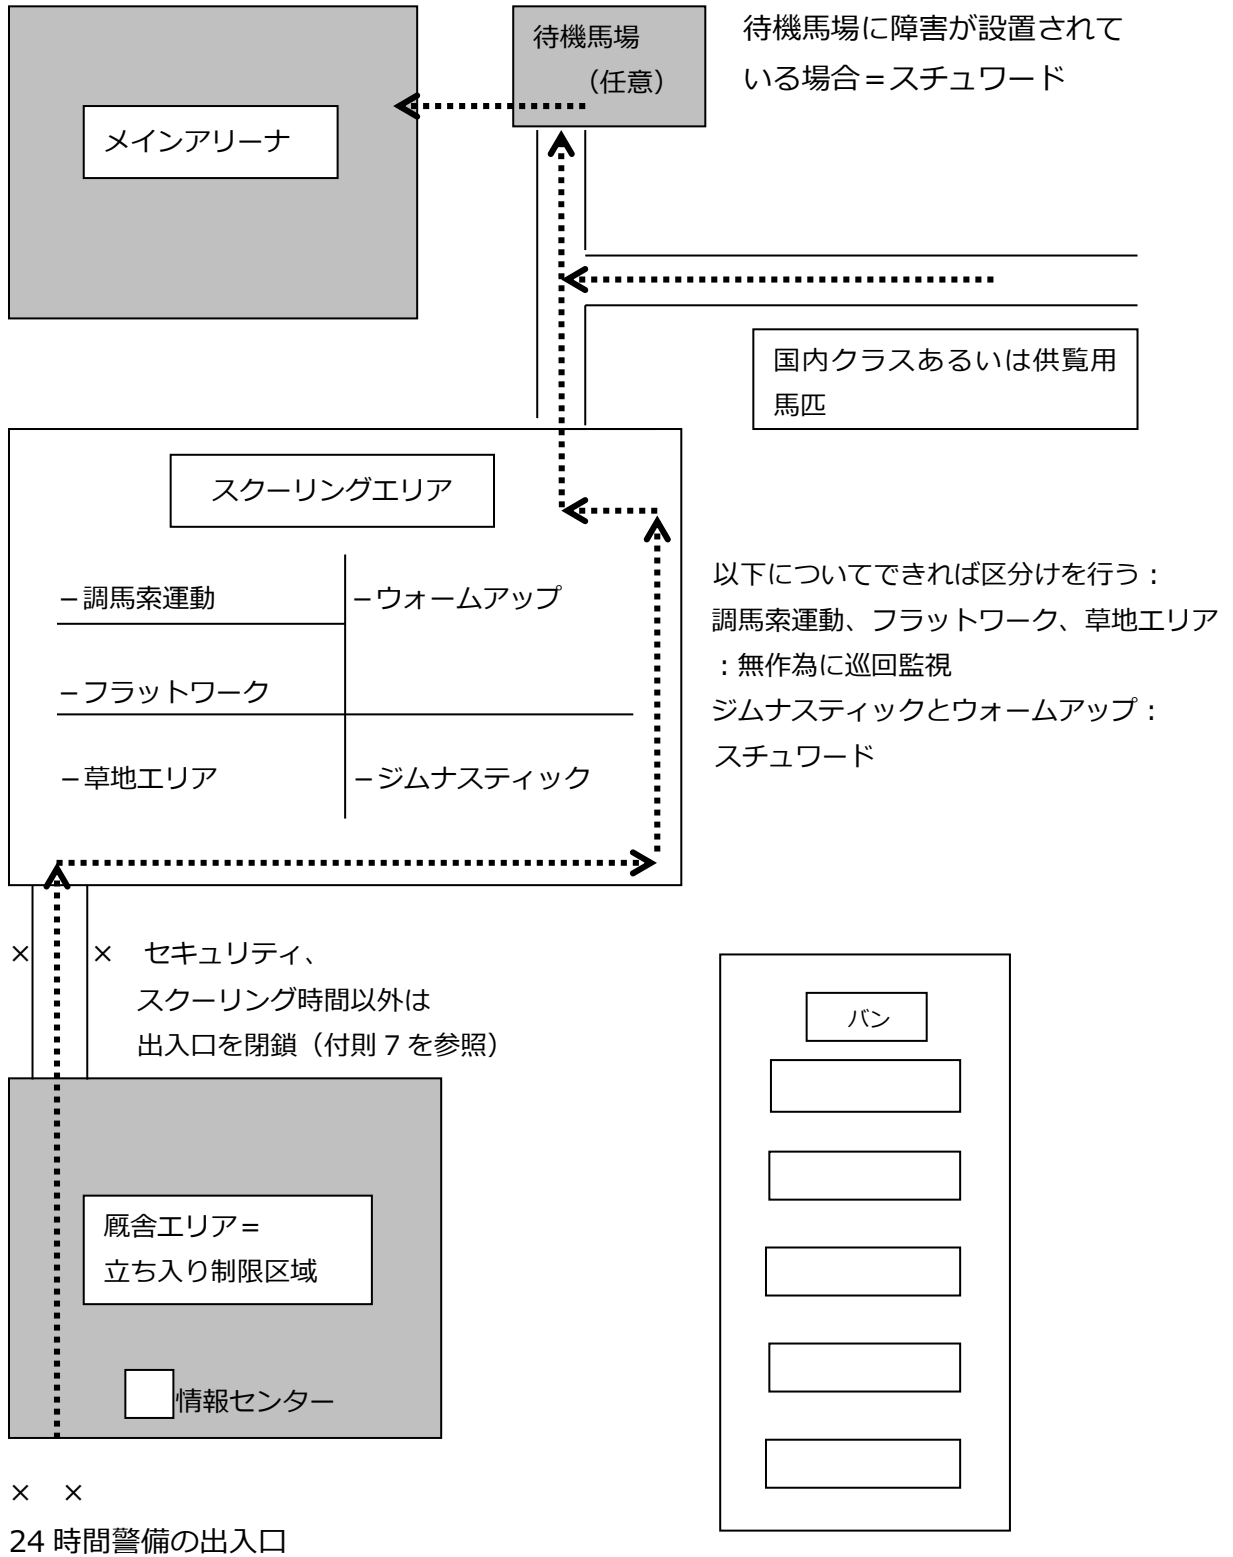 待機馬場
（任意）
待機馬場に障害が設置されて
いる場合＝スチュワード
メインアリーナ
国内クラスあるいは供覧用
馬匹
スクーリングエリア
－調馬索運動
－ウォームアップ
－フラットワーク
－草地エリア
－ジムナスティック
以下についてできれば区分けを行う：
調馬索運動、フラットワーク、草地エリア
：無作為に巡回監視
ジムナスティックとウォームアップ：
スチュワード
× × セキュリティ、
スクーリング時間以外は
出入口を閉鎖（付則 7 を参照）
バン
厩舎エリア＝
立ち入り制限区域
情報センター
× ×
24 時間警備の出入口